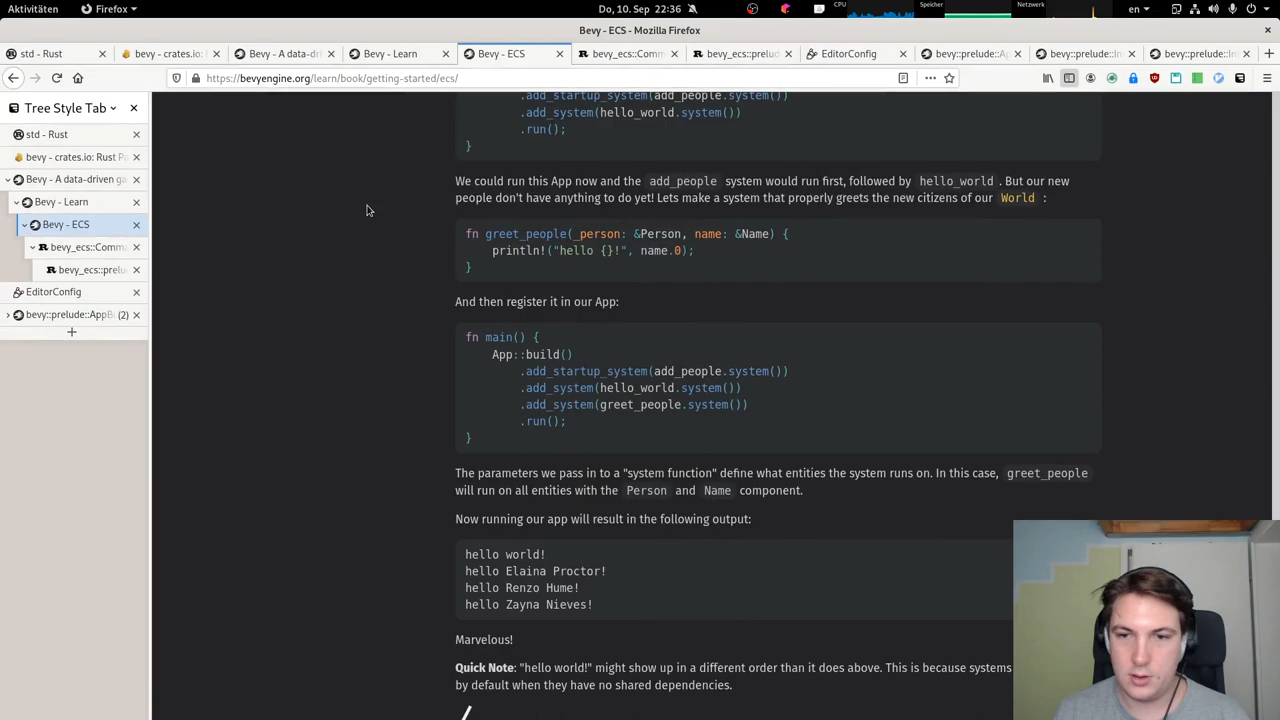 Aktivitäten
Firefox
Do, 10. Sep 22:36
CPU
Speicher
Netzwerk
en
Bevy - ECS - Mozilla Firefox
std - Rust
bevy - crates.io:
Bevy - A data-dri
Bevy - Learn
Bevy - ECS
bevy_ecs::Comm
bevy_ecs::prelude
EditorConfig
bevy::prelude::Ap
bevy::prelude::In
bevy::prelude::In
https://bevyengine.org/learn/book/getting-started/ecs/
Tree Style Tab
std - Rust
bevy - crates.io: Rust Pa
Bevy - A data-driven ga
Bevy - Learn
Bevy - ECS
bevy_ecs::Comma
bevy_ecs::prelu
EditorConfig
bevy::prelude::AppBu (2)
.add_startup_system(add_people.system())
.add_system(hello_world.system())
.run();
}
We could run this App now and the add_people system would run first, followed by hello_world . But our new
people don't have anything to do yet! Lets make a system that properly greets the new citizens of our World :
fn greet_people(_person: &Person, name: &Name) {
println!("hello {}!", name.0);
}
And then register it in our App:
fn main() {
App::build()
.add_startup_system(add_people.system())
.add_system(hello_world.system())
.add_system(greet_people.system())
.run();
}
The parameters we pass in to a "system function" define what entities the system runs on. In this case, greet_people
will run on all entities with the Person and Name component.
Now running our app will result in the following output:
hello world!
hello Elaina Proctor!
hello Renzo Hume!
hello Zayna Nieves!
Marvelous!
Quick Note: "hello world!" might show up in a different order than it does above. This is because systems
by default when they have no shared dependencies.